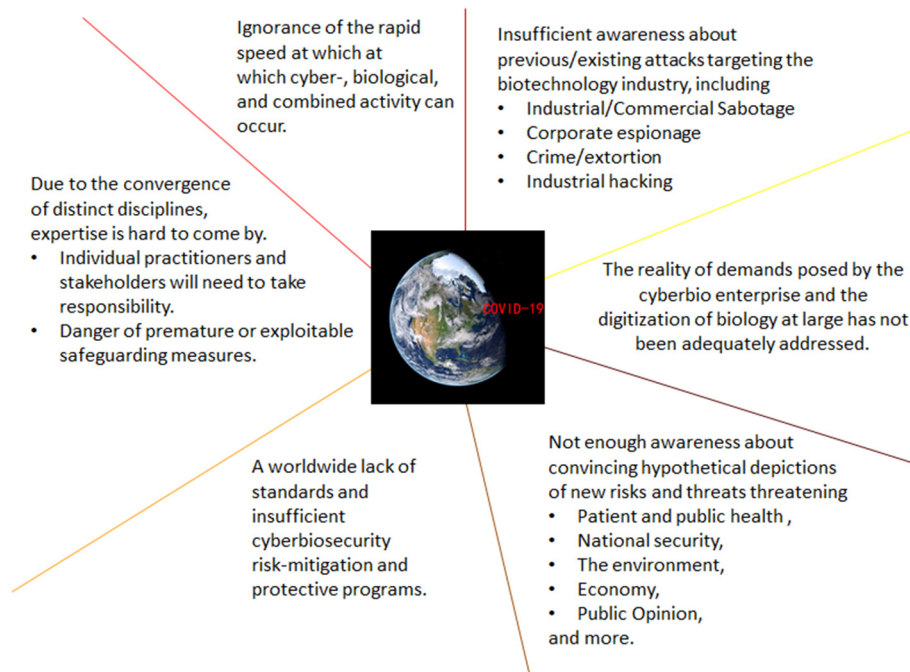 Ignorance of the rapid
speed at which at
which cyber-, biological,
and combined activity can
occur.
Insufficient awareness about
previous/existing attacks targeting the
biotechnology industry, including
• Industrial/Commercial Sabotage
• Corporate espionage
• Crime/extortion
• Industrial hacking
Due to the convergence
of distinct disciplines,
expertise is hard to come by.
• Individual practitioners and
stakeholders will need to take
responsibility.
• Danger of premature or exploitable
safeguarding measures.
COVID-19
The reality of demands posed by the
cyberbio enterprise and the
digitization of biology at large has not
been adequately addressed.
A worldwide lack of
standards and
insufficient
cyberbiosecurity
risk-mitigation and
protective programs.
Not enough awareness about
convincing hypothetical depictions
of new risks and threats threatening
• Patient and public health ,
• National security,
• The environment,
• Economy,
• Public Opinion,
and more.